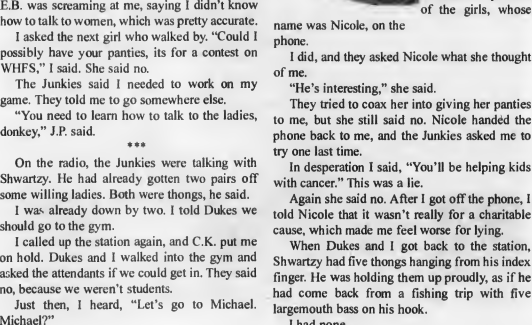 E.B. was screaming at me, saying I didn't know
how to talk to women, which was pretty accurate.
I asked the next girl who walked by. "Could I
possibly have your panties, its for a contest on
WHFS," I said. She said no.
The Junkies said I needed to work on my
game. They told me to go somewhere else.
"You need to learn how to talk to the ladies,
donkey," J.P. said.
***
On the radio, the Junkies were talking with
Shwartzy. He had already gotten two pairs off
some willing ladies. Both were thongs, he said.
I was already down by two. I told Dukes we
should go to the gym.
I called up the station again, and C.K. put me
on hold. Dukes and I walked into the gym and
asked the attendants if we could get in. They said
no, because we weren't students.
Just then, I heard, "Let's go to Michael.
Michael?"
of the girls, whose
name was Nicole, on the
phone.
I did, and they asked Nicole what she thought
of me.
"He's interesting," she said.
They tried to coax her into giving her panties
to me, but she still said no. Nicole handed the
phone back to me, and the Junkies asked me to
try one last time.
In desperation I said, "You'll be helping kids
with cancer." This was a lie.
Again she said no. After I got off the phone, I
told Nicole that it wasn't really for a charitable
cause, which made me feel worse for lying.
When Dukes and I got back to the station,
Shwartzy had five thongs hanging from his index
finger. He was holding them up proudly, as if he
had come back from a fishing trip with five
largemouth bass on his hook.
I had none.